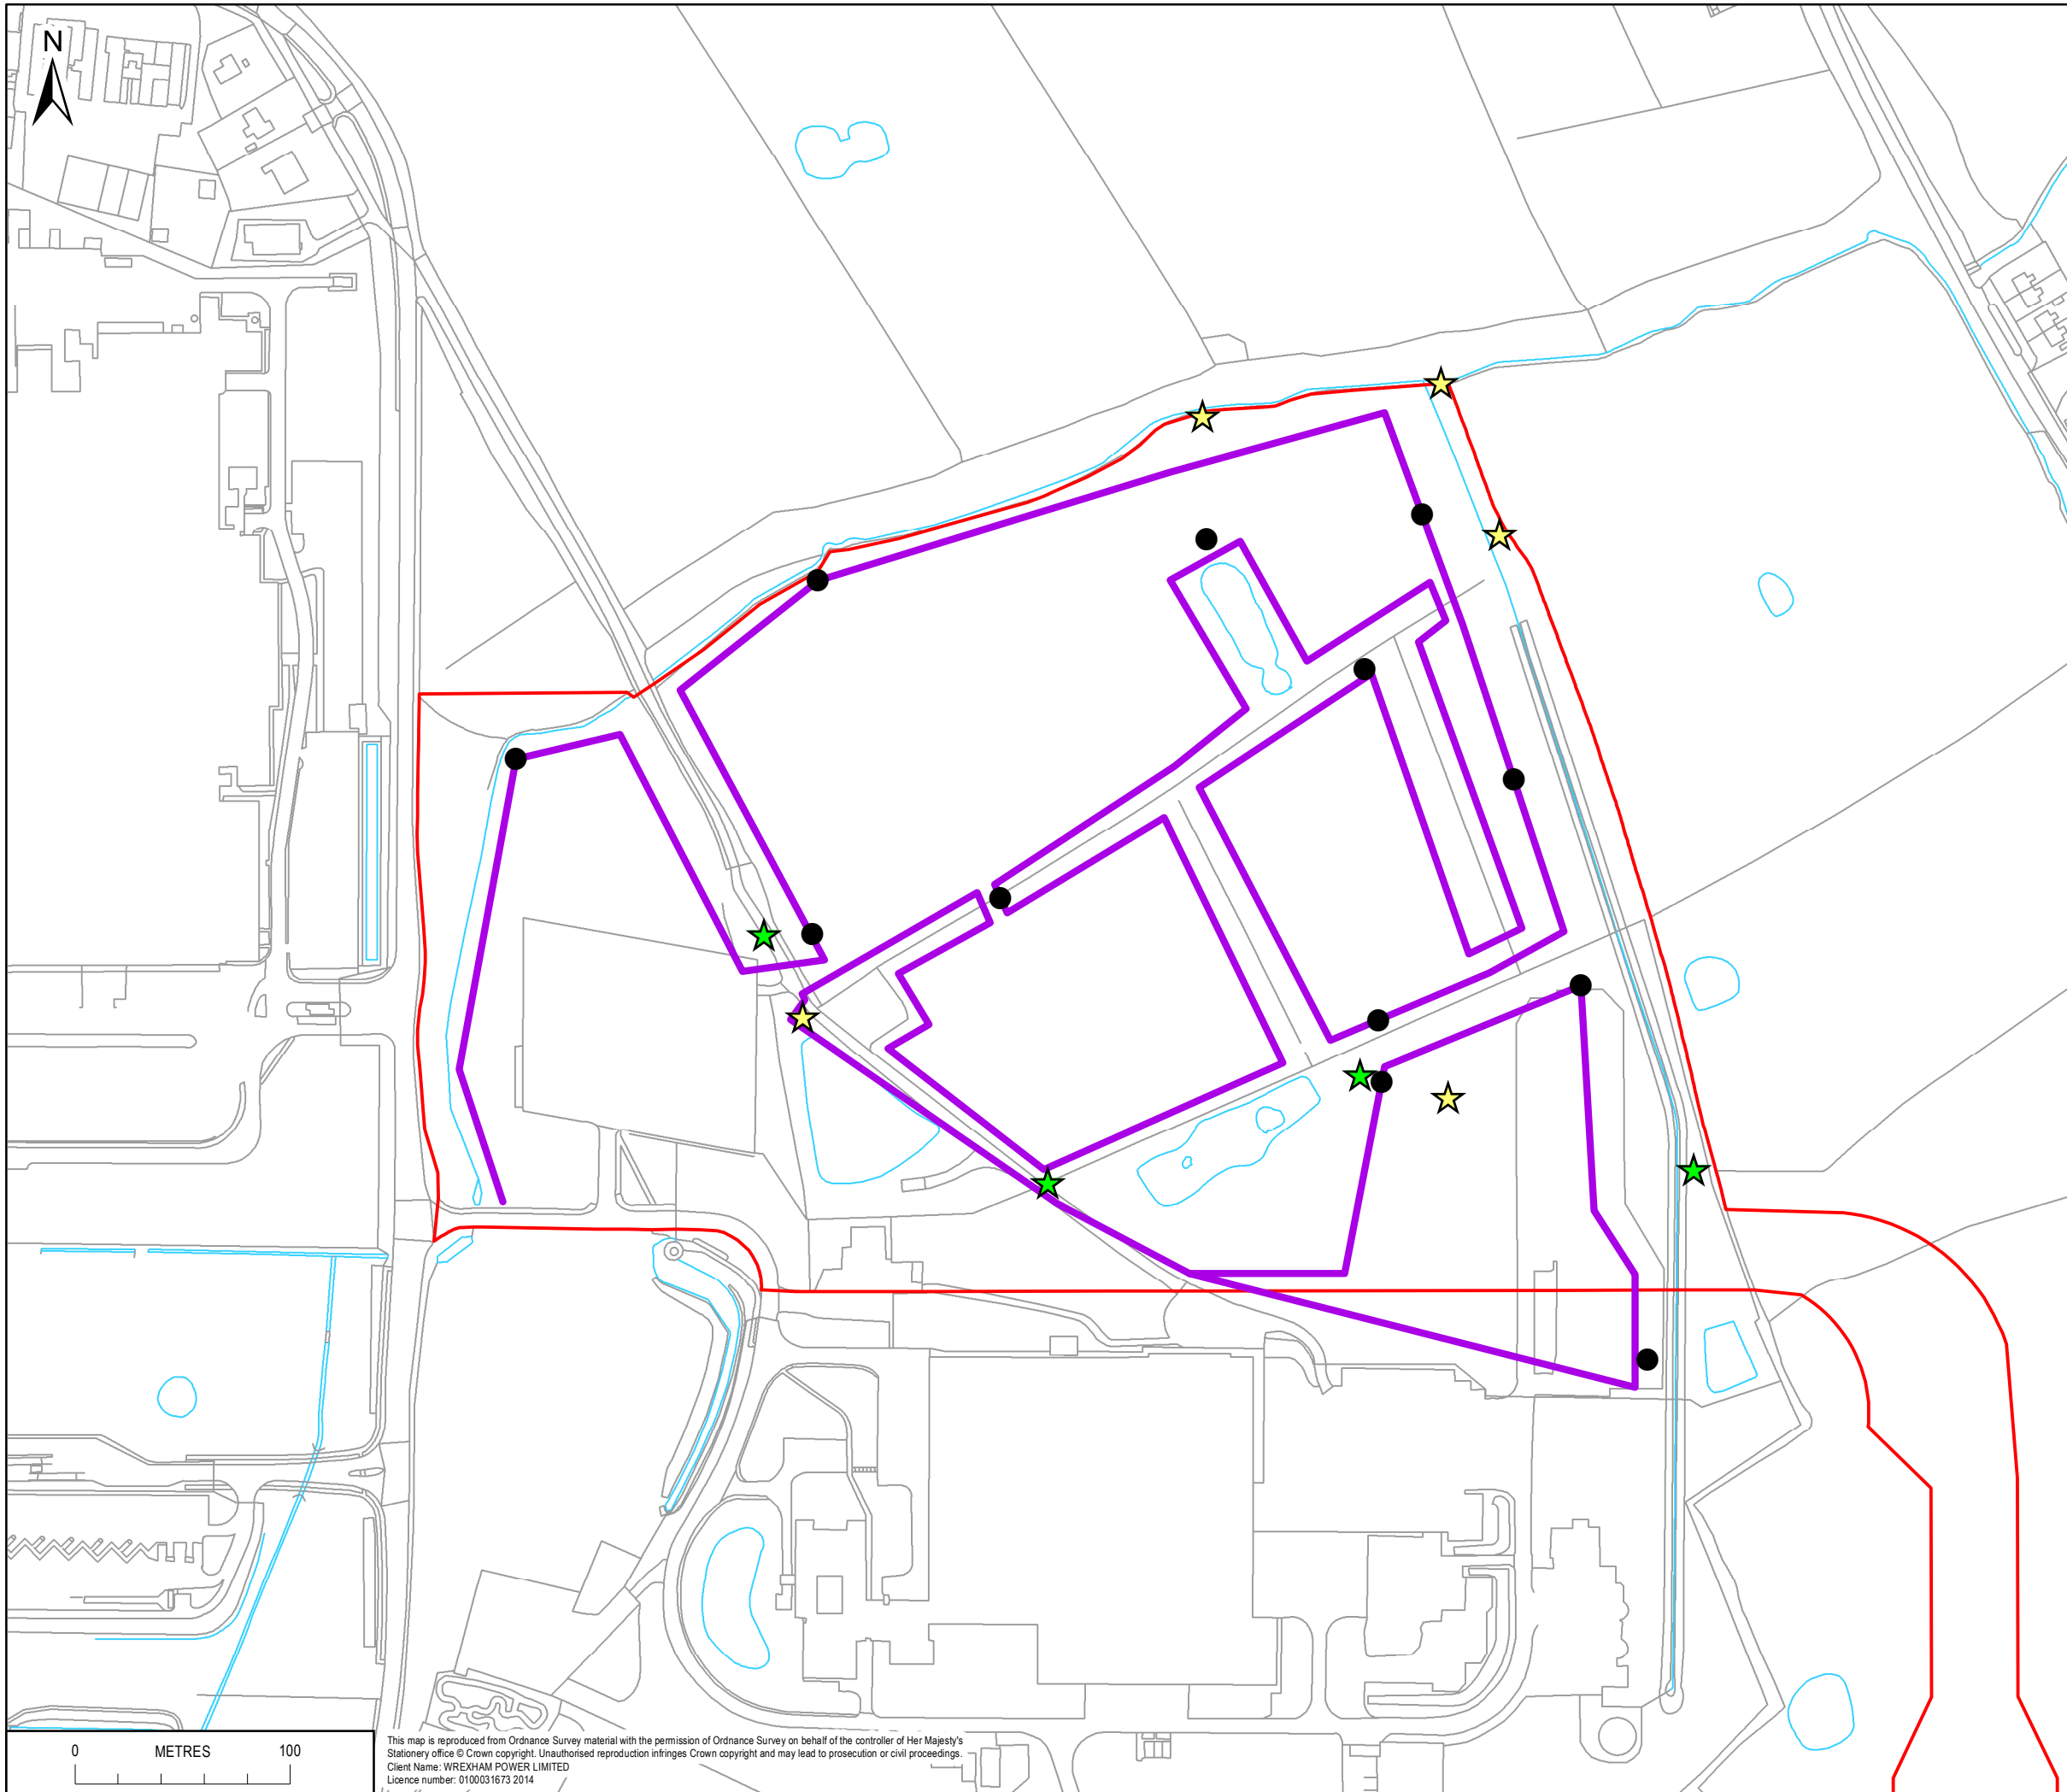 N
0 METRES 100
This map is reproduced from Ordnance Survey material with the permission of Ordnance Survey on behalf of the controller of Her Majesty's
Stationery office © Crown copyright. Unauthorised reproduction infringes Crown copyright and may lead to prosecution or civil proceedings.
Client Name: WREXHAM POWER LIMITED
Licence number: 0100031673 2014